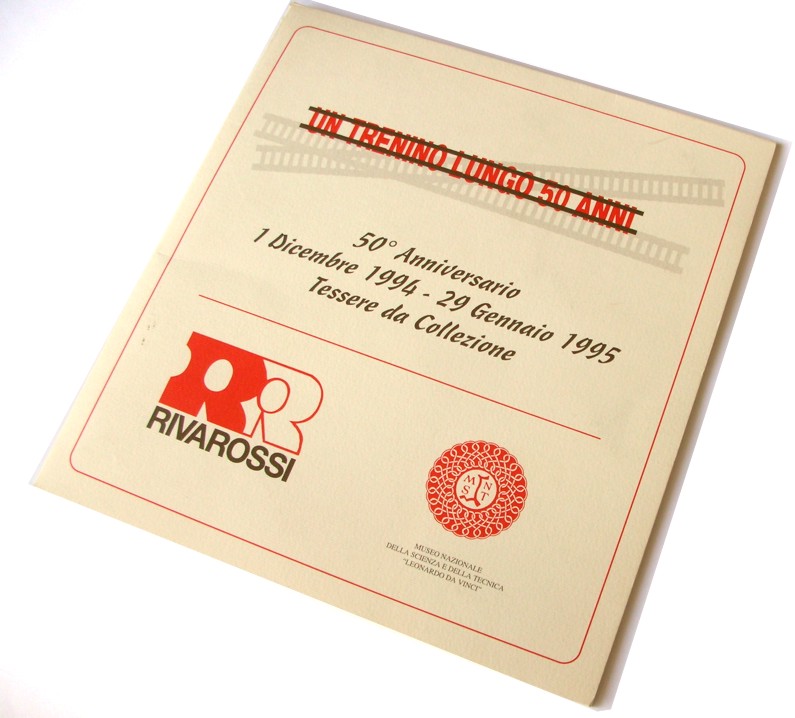 UN TRENINO LUNGO 50 ANNI
50° Anniversario
1 Dicembre 1994 - 29 Gennaio 1995
Tessere da Collezione
RR
RIVAROSSI
M N
S T
MUSEO NAZIONALE
DELLA SCIENZA E DELLA TECNICA
"LEONARDO DA VINCI"